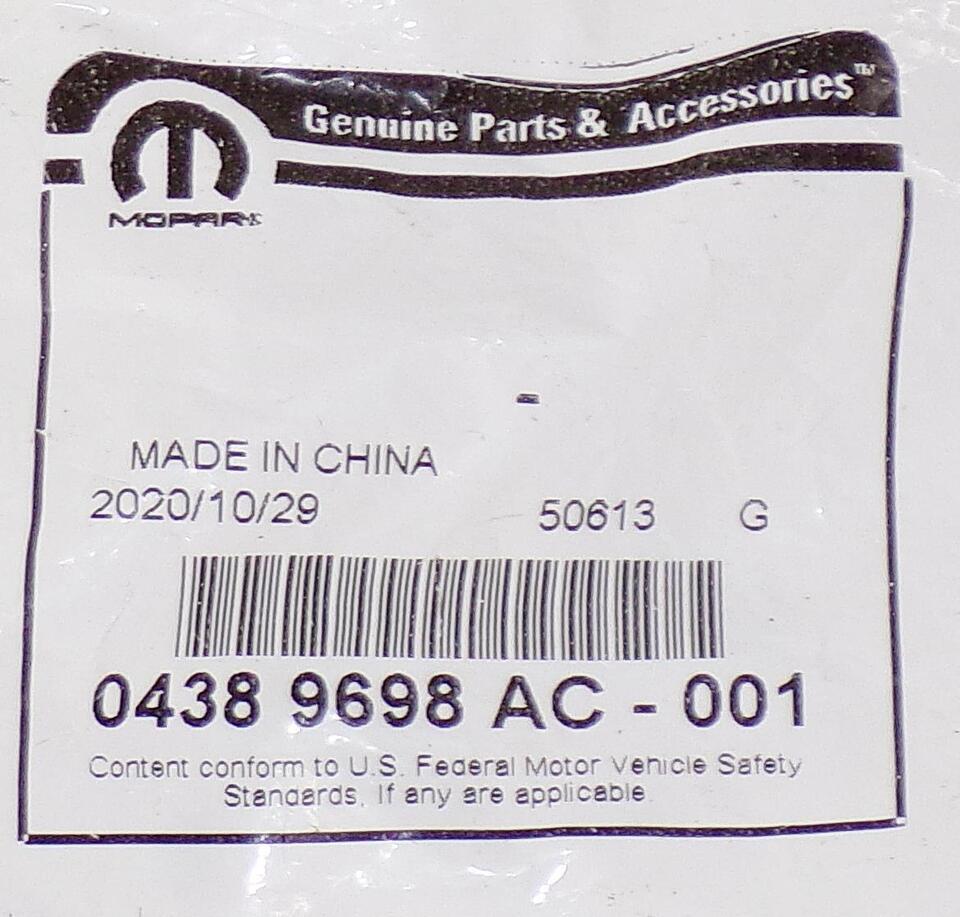 Genuine Parts & Accessories™
MOPAR
-
MADE IN CHINA
2020/10/29 50613 G
0438 9698 AC - 001
Content conform to U.S. Federal Motor Vehicle Safety
Standards, If any are applicable.